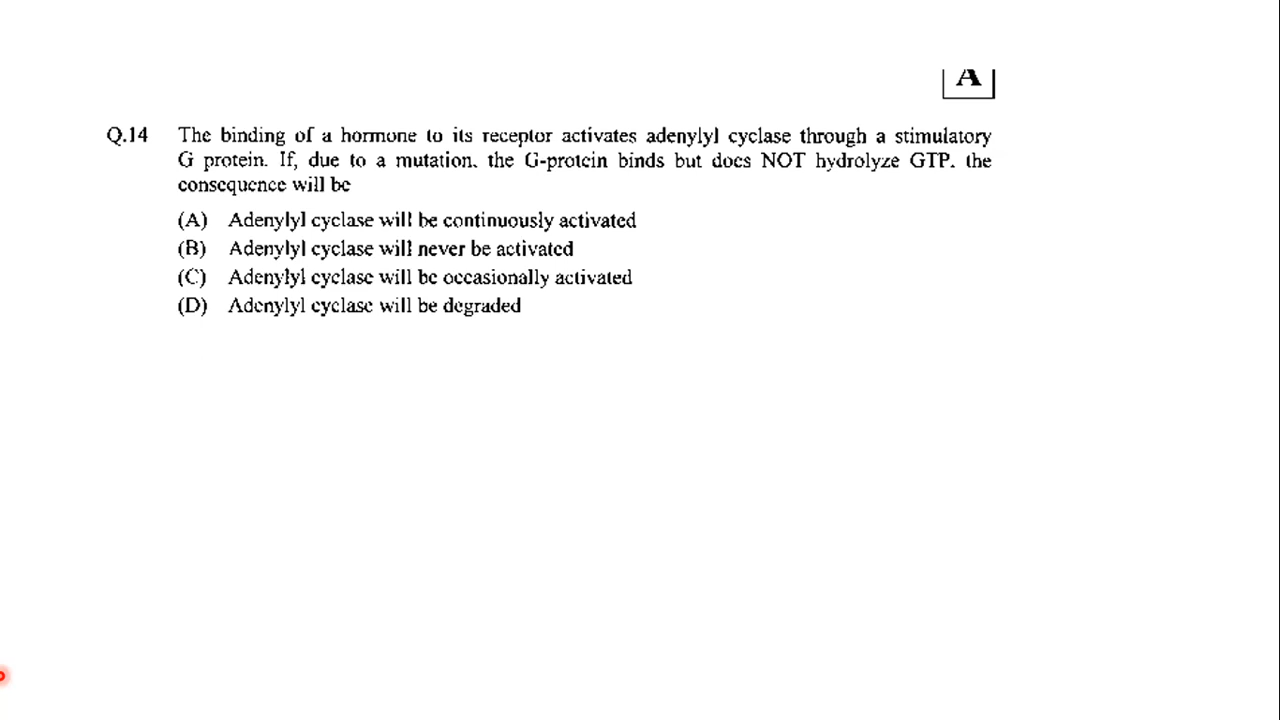 A
Q.14 The binding of a hormone to its receptor activates adenylyl cyclase through a stimulatory
G protein. If, due to a mutation, the G-protein binds but does NOT hydrolyze GTP, the
consequence will be
(A) Adenylyl cyclase will be continuously activated
(B) Adenylyl cyclase will never be activated
(C) Adenylyl cyclase will be occasionally activated
(D) Adenylyl cyclase will be degraded